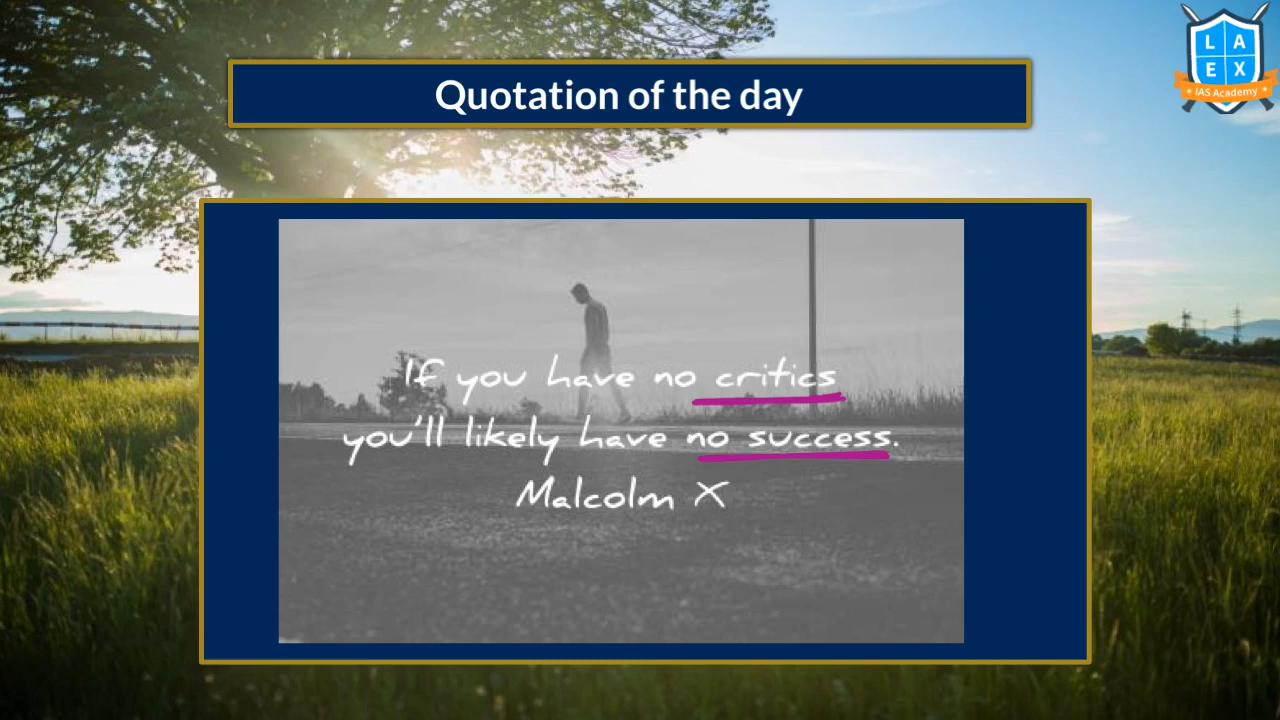 L A
E X
IAS Academy
Quotation of the day
If you have no critics
you'll likely have no success.
Malcolm X